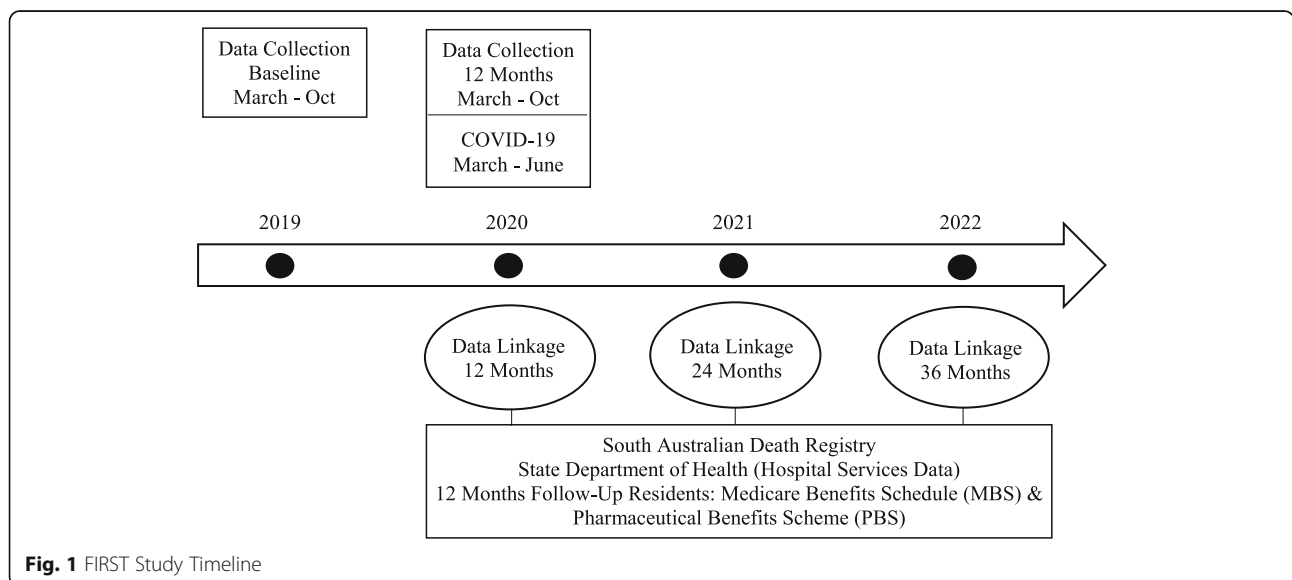 Data Collection
Baseline
March - Oct
Data Collection
12 Months
March - Oct
COVID-19
March - June
2019
2020
2021
2022
Data Linkage
12 Months
Data Linkage
24 Months
Data Linkage
36 Months
South Australian Death Registry
State Department of Health (Hospital Services Data)
12 Months Follow-Up Residents: Medicare Benefits Schedule (MBS) &
Pharmaceutical Benefits Scheme (PBS)
Fig. 1 FIRST Study Timeline